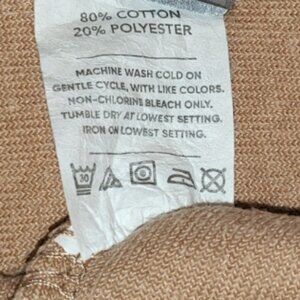 80% COTTON
20% POLYESTER
MACHINE WASH COLD ON
GENTLE CYCLE, WITH LIKE COLORS.
NON-CHLORINE BLEACH ONLY.
TUMBLE DRY AT LOWEST SETTING.
IRON ON LOWEST SETTING.
30